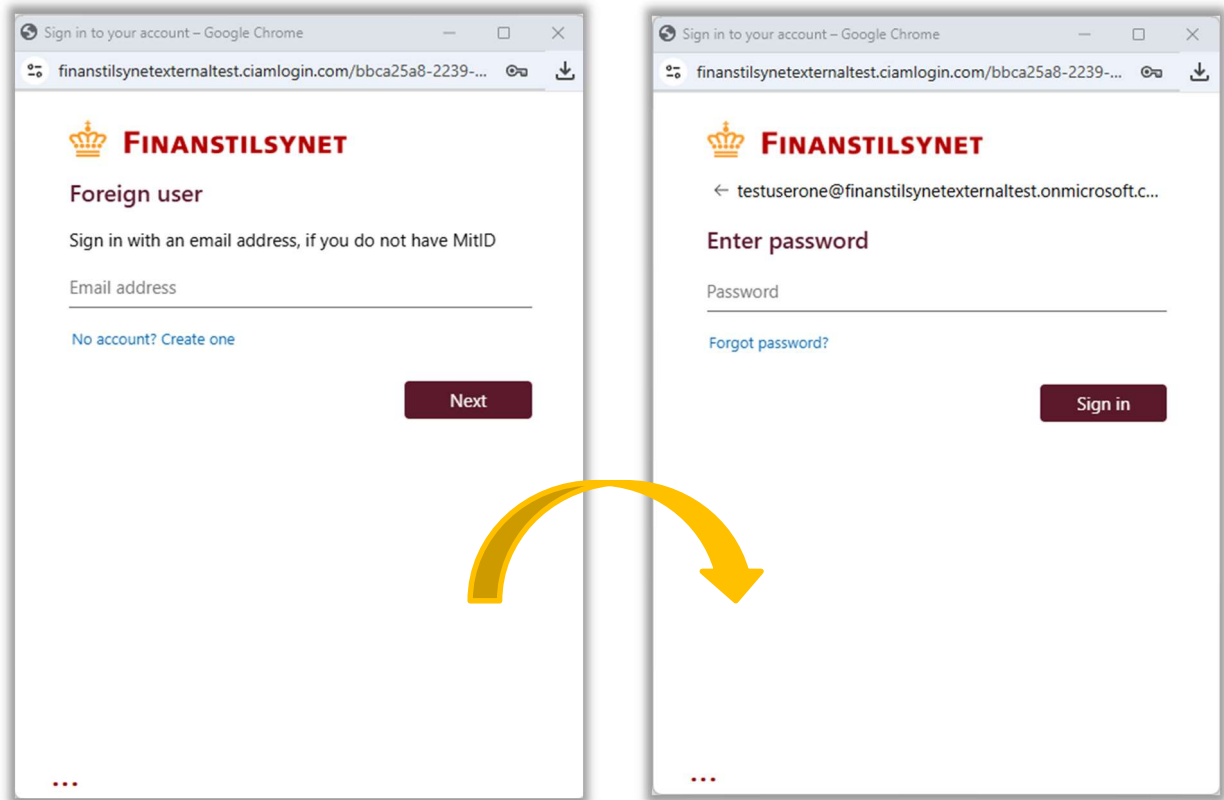 Sign in to your account – Google Chrome
finanstilsynetexternaltest.ciamlogin.com/bbca25a8-2239-...
FINANSTILSYNET
Foreign user
Sign in with an email address, if you do not have MitID
Email address
No account? Create one
Next
...
Sign in to your account – Google Chrome
finanstilsynetexternaltest.ciamlogin.com/bbca25a8-2239-...
FINANSTILSYNET
← testuserone@finanstilsynetexternaltest.onmicrosoft.c...
Enter password
Password
Forgot password?
Sign in
...